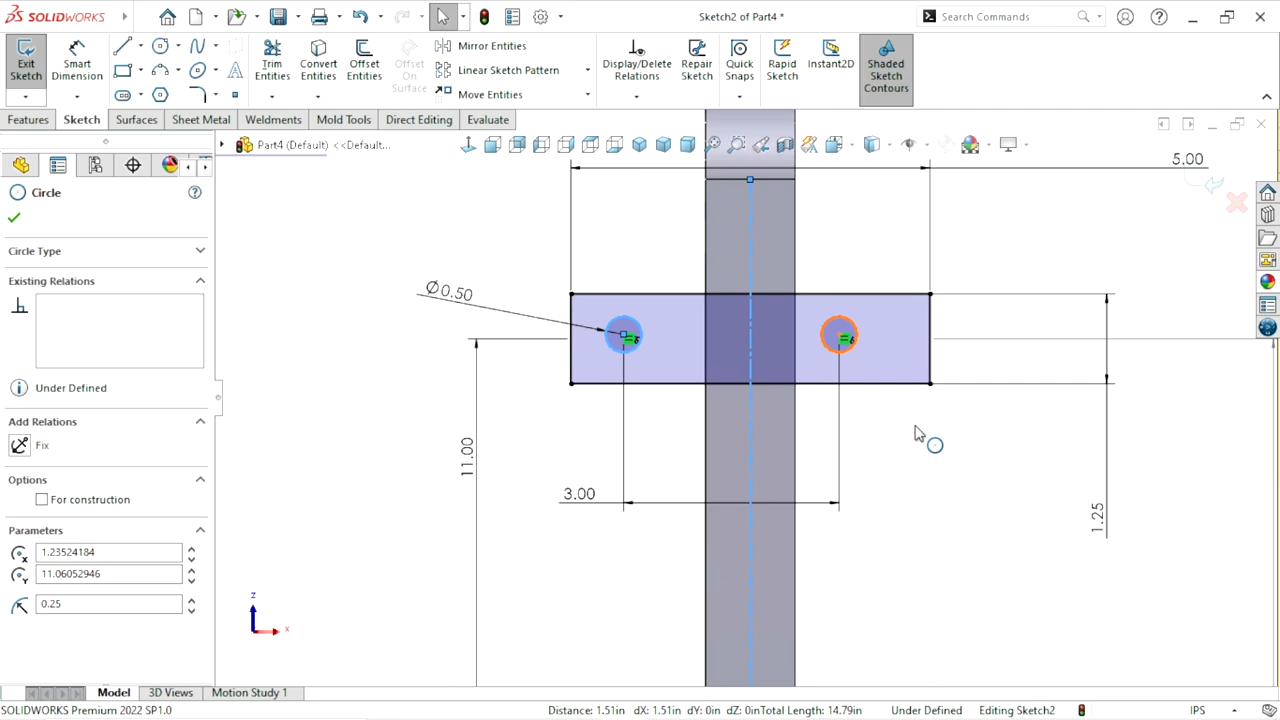 SOLIDWORKS
Sketch2 of Part4 *
Search Commands
Exit Sketch
Smart Dimension
Trim Entities
Convert Entities
Offset Entities
Offset On Surface
Mirror Entities
Linear Sketch Pattern
Move Entities
Display/Delete Relations
Repair Sketch
Quick Snaps
Rapid Sketch
Instant2D
Shaded Sketch Contours
Features
Sketch
Surfaces
Sheet Metal
Weldments
Mold Tools
Direct Editing
Evaluate
Part4 (Default) <<Default...
Circle
Circle Type
Existing Relations
Under Defined
Add Relations
Fix
Options
For construction
Parameters
1.23524184
11.06052946
0.25
5.00
Ø0.50
11.00
3.00
1.25
6
6
z
x
Model
3D Views
Motion Study 1
SOLIDWORKS Premium 2022 SP1.0
Distance: 1.51in dX: 1.51in dY: 0in dZ: 0inTotal Length: 14.79in
Under Defined
Editing Sketch2
IPS